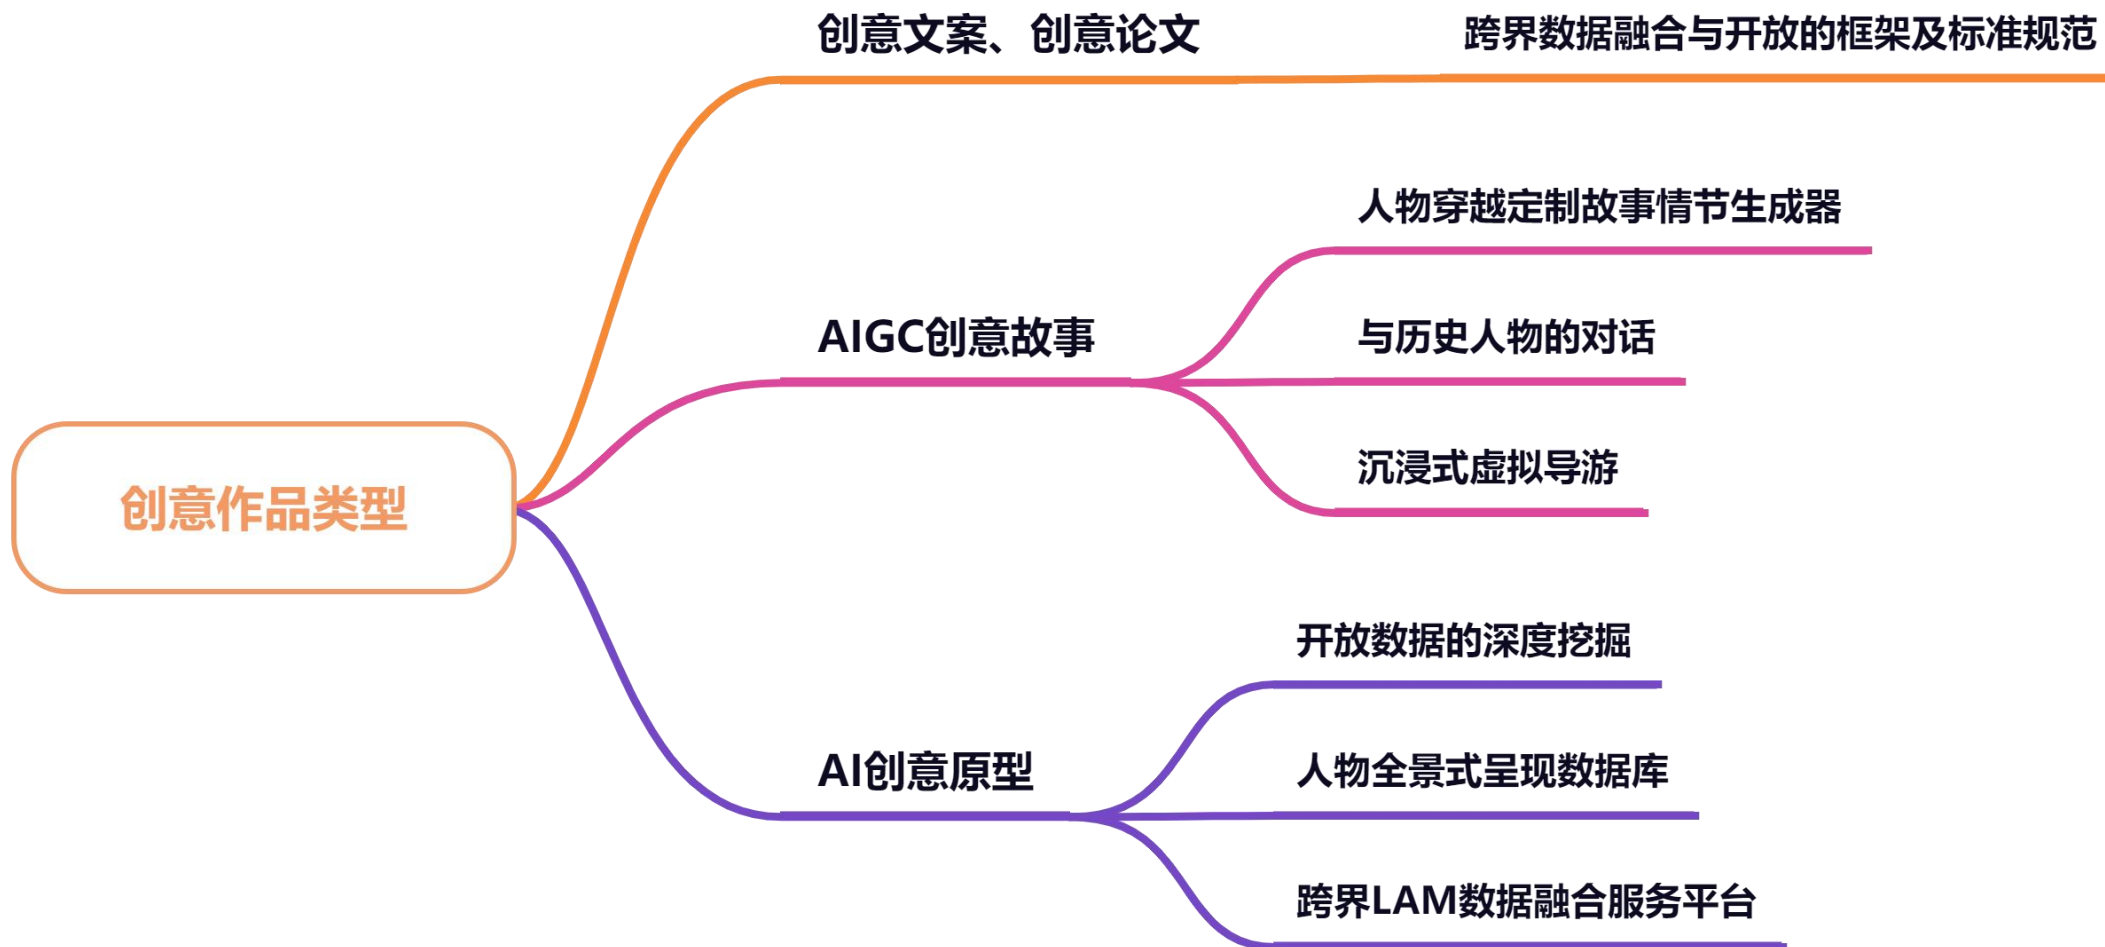 创意文案、创意论文
跨界数据融合与开放的框架及标准规范
人物穿越定制故事情节生成器
AIGC创意故事
与历史人物的对话
沉浸式虚拟导游
创意作品类型
开放数据的深度挖掘
AI创意原型
人物全景式呈现数据库
跨界LAM数据融合服务平台